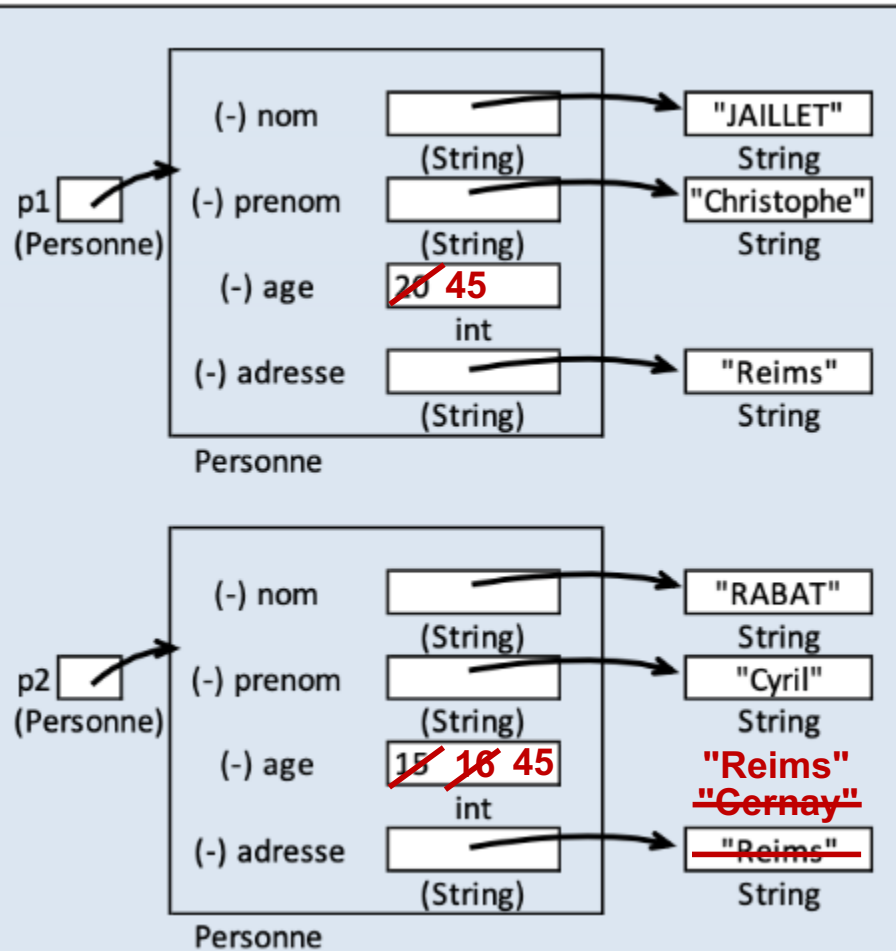 (-) nom "JAILLET"
(String) String
p1 (-) prenom "Christophe"
(Personne) (String) String
(-) age 20 45
int
(-) adresse "Reims"
(String) String
Personne
(-) nom "RABAT"
(String) String
p2 (-) prenom "Cyril"
(Personne) (String) String
(-) age 15 16 45 "Reims"
int "Cernay"
(-) adresse "Reims"
(String) String
Personne